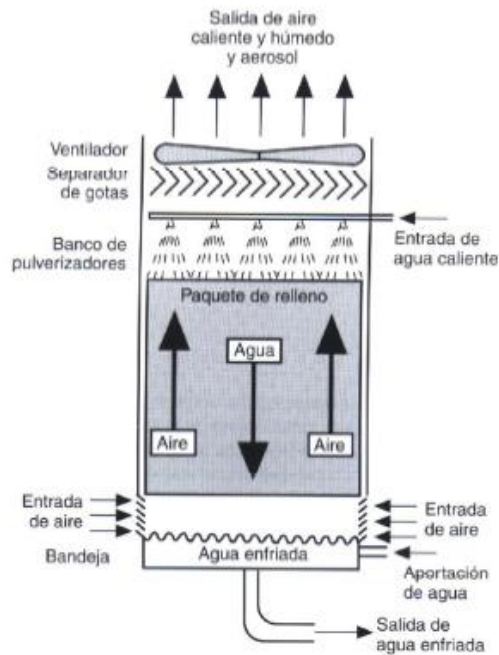 Salida de aire
caliente y húmedo
y aerosol
Ventilador
Separador
de gotas
Entrada de
agua caliente
Banco de
pulverizadores
Paquete de relleno
Agua
Aire
Aire
Entrada
de aire
Entrada
de aire
Bandeja
Agua enfriada
Aportación
de agua
Salida de
agua enfriada